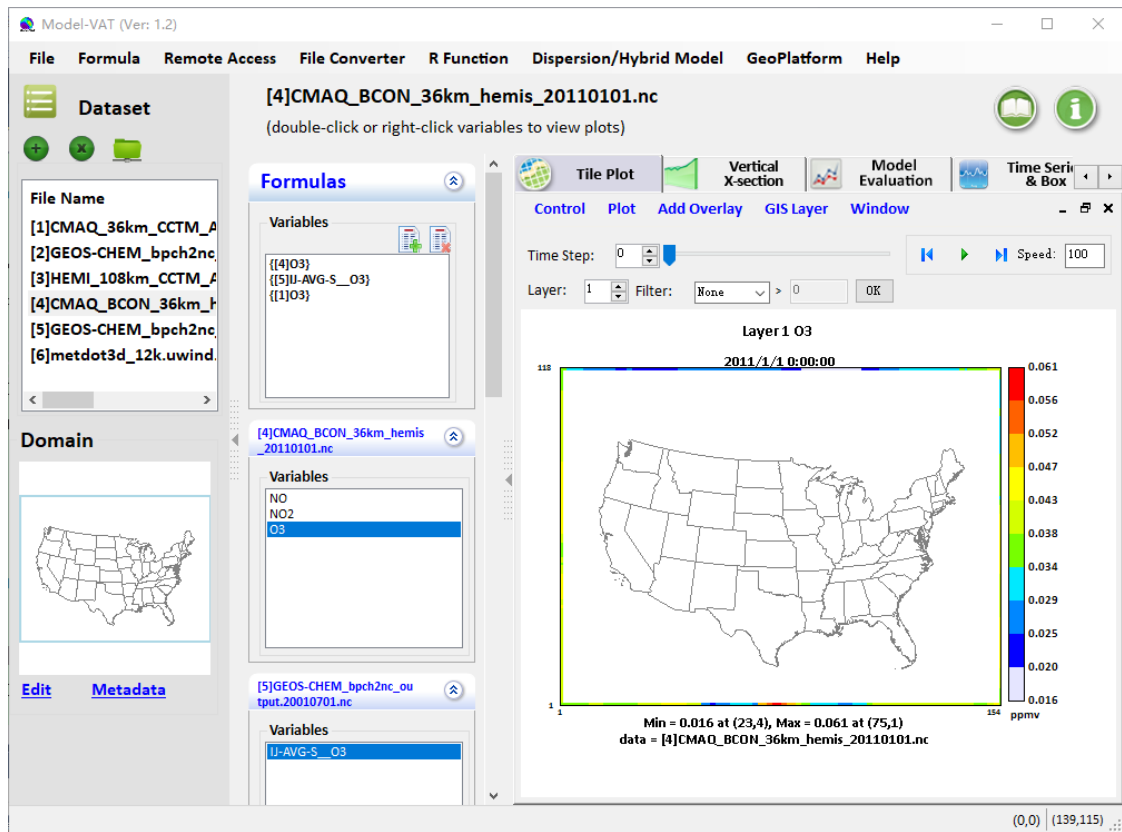 Model-VAT (Ver: 1.2)
File Formula Remote Access File Converter R Function Dispersion/Hybrid Model GeoPlatform Help
Dataset
[4]CMAQ_BCON_36km_hemis_20110101.nc
(double-click or right-click variables to view plots)
File Name
[1]CMAQ_36km_CCTM_A
[2]GEOS-CHEM_bpch2nc_
[3]HEMI_108km_CCTM_A
[4]CMAQ_BCON_36km_h
[5]GEOS-CHEM_bpch2nc_
[6]metdot3d_12k.uwind.
Domain
Edit Metadata
Formulas
Variables
{[4]O3}
{[5]IJ-AVG-S__O3}
{[1]O3}
[4]CMAQ_BCON_36km_hemis
_20110101.nc
Variables
NO
NO2
O3
[5]GEOS-CHEM_bpch2nc_ou
tput.20010701.nc
Variables
IJ-AVG-S__O3
Tile Plot
Vertical
X-section
Model
Evaluation
Time Seri
& Box
Control Plot Add Overlay GIS Layer Window
Time Step: 0
Speed: 100
Layer: 1 Filter: None > 0 OK
Layer 1 O3
2011/1/1 0:00:00
113
1
1
154
0.061
0.056
0.052
0.047
0.043
0.038
0.034
0.029
0.025
0.020
0.016
ppmv
Min = 0.016 at (23,4), Max = 0.061 at (75,1)
data = [4]CMAQ_BCON_36km_hemis_20110101.nc
(0,0) (139,115)